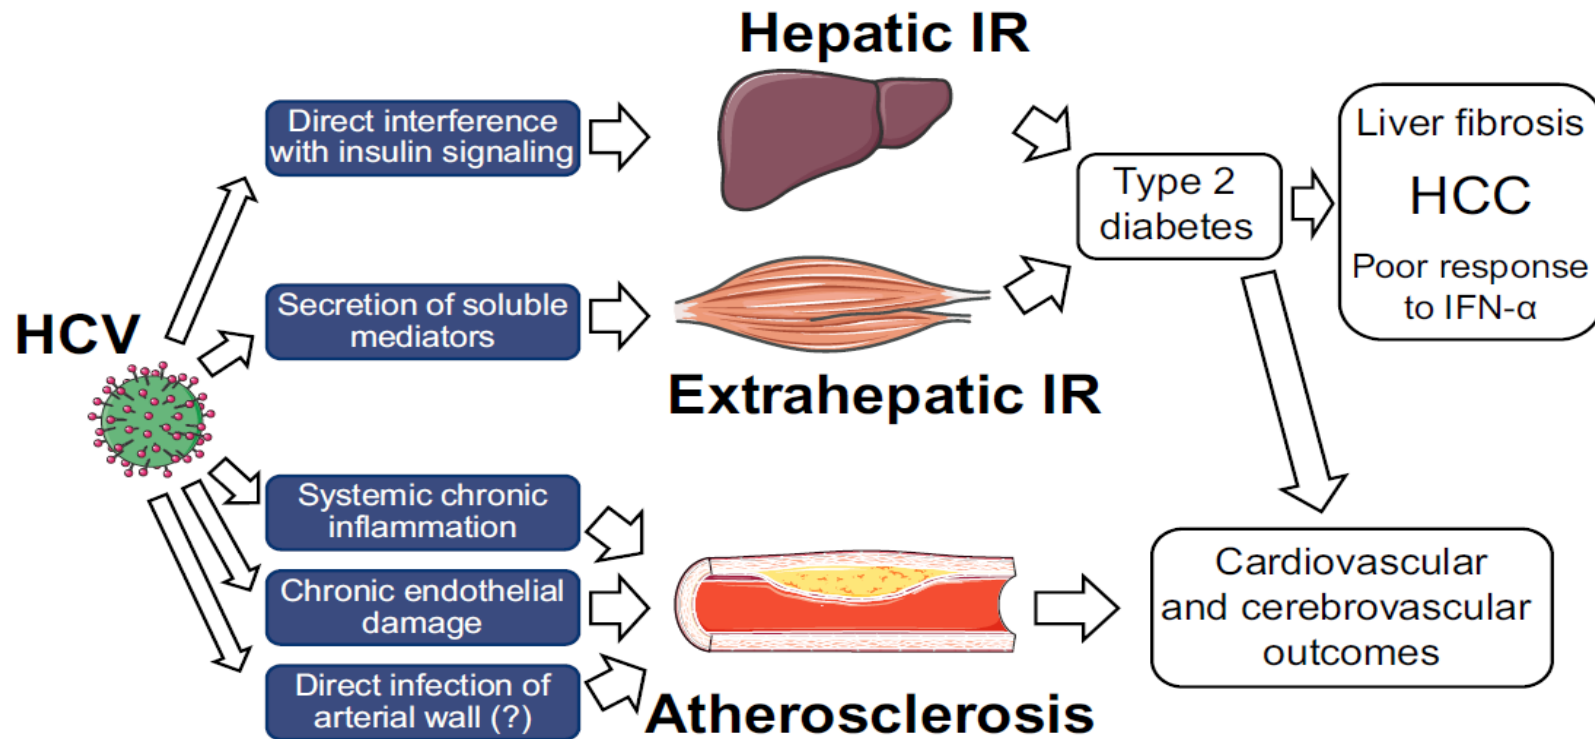 Hepatic IR
Direct interference
with insulin signaling
Liver fibrosis
HCC
Poor response
to IFN-α
Type 2
diabetes
HCV
Secretion of soluble
mediators
Extrahepatic IR
Systemic chronic
inflammation
Chronic endothelial
damage
Direct infection of
arterial wall (?)
Atherosclerosis
Cardiovascular
and cerebrovascular
outcomes